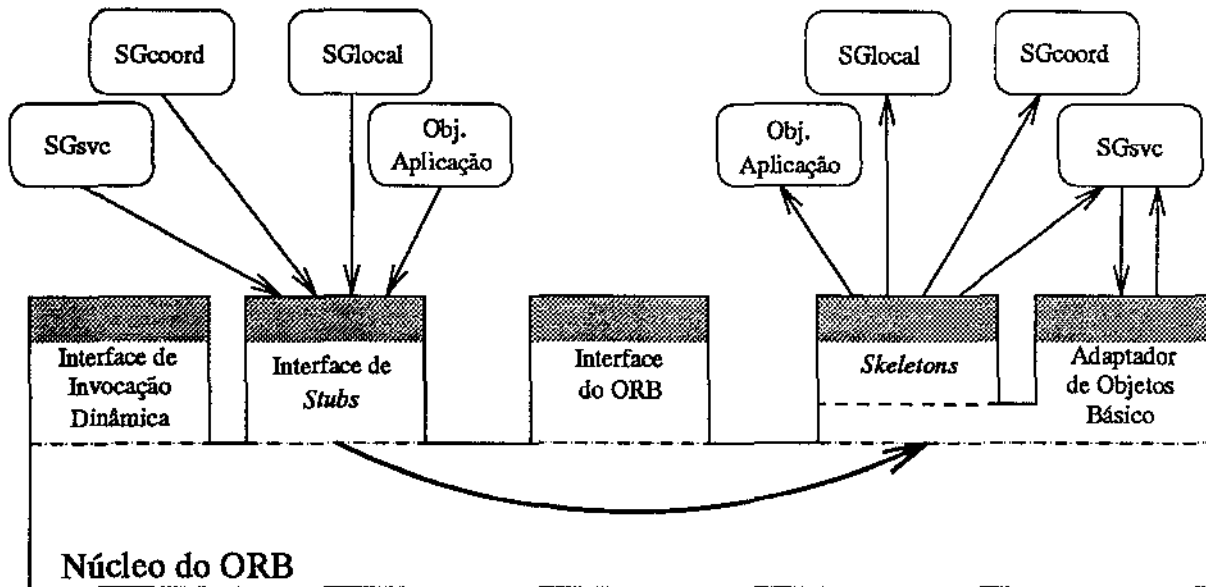 SGcoord
SGlocal
SGsvc
Obj.
Aplicação
SGlocal
SGcoord
Obj.
Aplicação
SGsvc
Interface de
Invocação
Dinâmica
Interface de
Stubs
Interface
do ORB
Skeletons
Adaptador
de Objetos
Básico
Núcleo do ORB